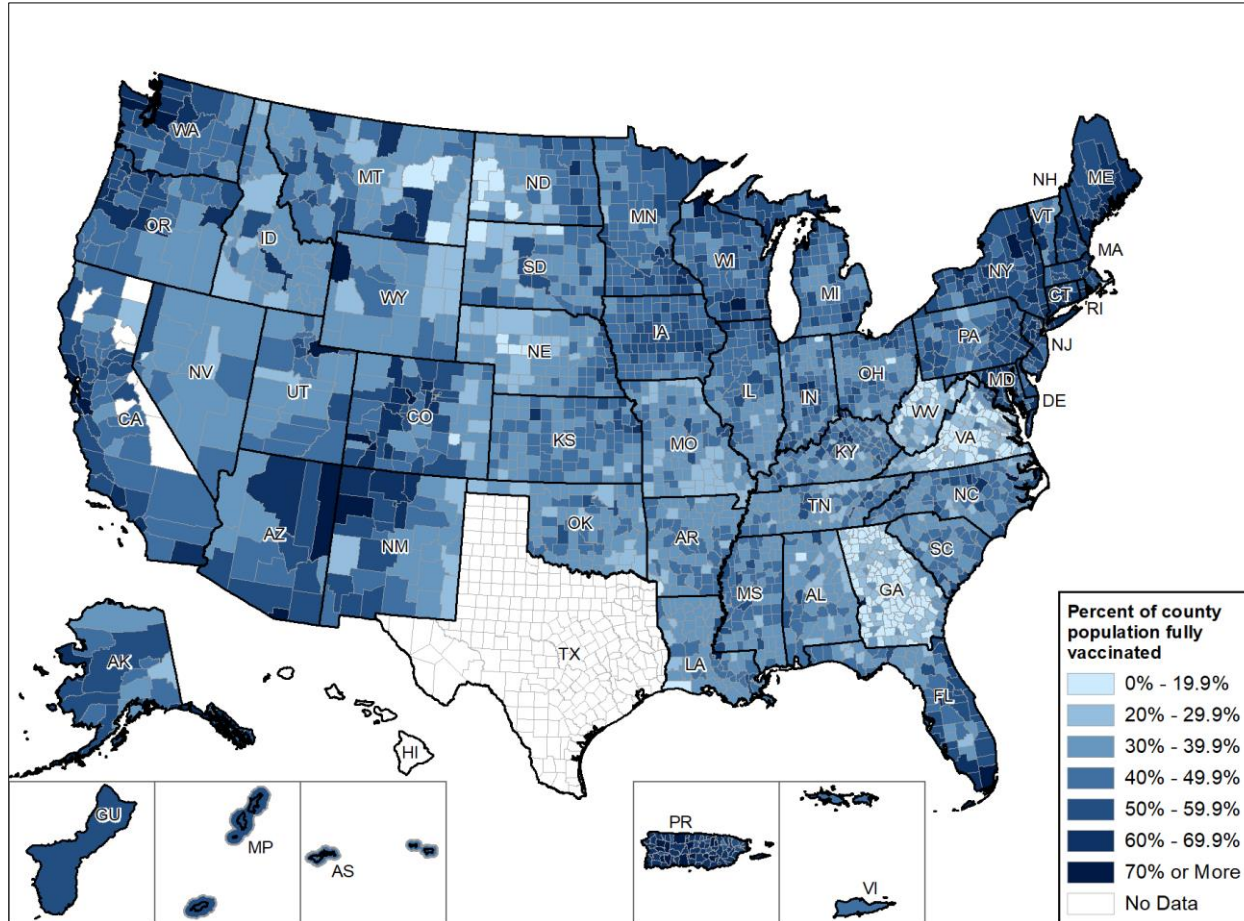 WA
MT
ND
MN
ME
NH
VT
OR
ID
SD
WI
MI
NY
MA
WY
CT
RI
IA
PA
NJ
NE
NV
UT
IL
IN
OH
MD
DE
CA
CO
WV
VA
KS
MO
KY
NC
TN
AZ
NM
OK
AR
SC
MS
AL
GA
TX
LA
FL
AK
HI
GU
MP
AS
PR
VI
Percent of county
population fully
vaccinated
0% - 19.9%
20% - 29.9%
30% - 39.9%
40% - 49.9%
50% - 59.9%
60% - 69.9%
70% or More
No Data